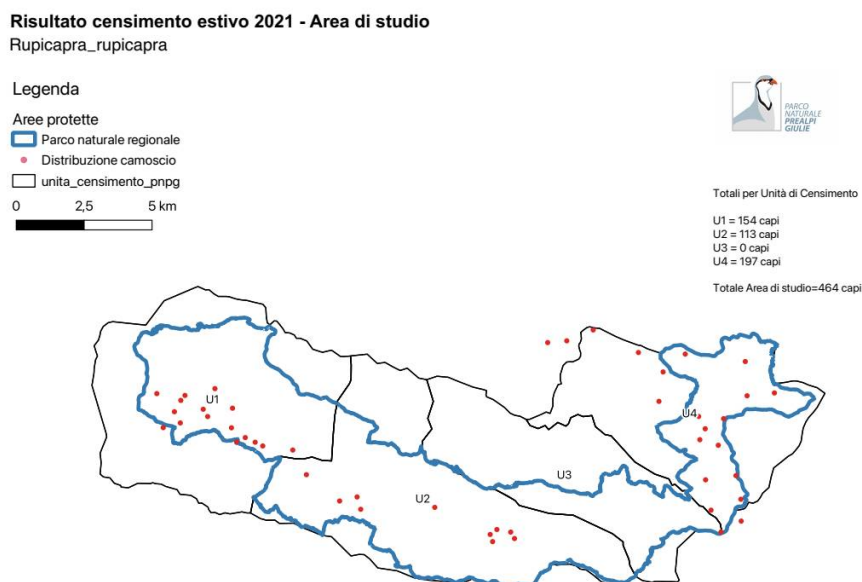 Risultato censimento estivo 2021 - Area di studio
Rupicapra_rupicapra
Legenda
Aree protette
Parco naturale regionale
Distribuzione camoscio
unita_censimento_pnpg
0 2,5 5 km
PARCO
NATURALE
PREALPI
GIULIE
Totali per Unità di Censimento
U1 = 154 capi
U2 = 113 capi
U3 = 0 capi
U4 = 197 capi
Totale Area di studio=464 capi
U1
U4
U3
U2